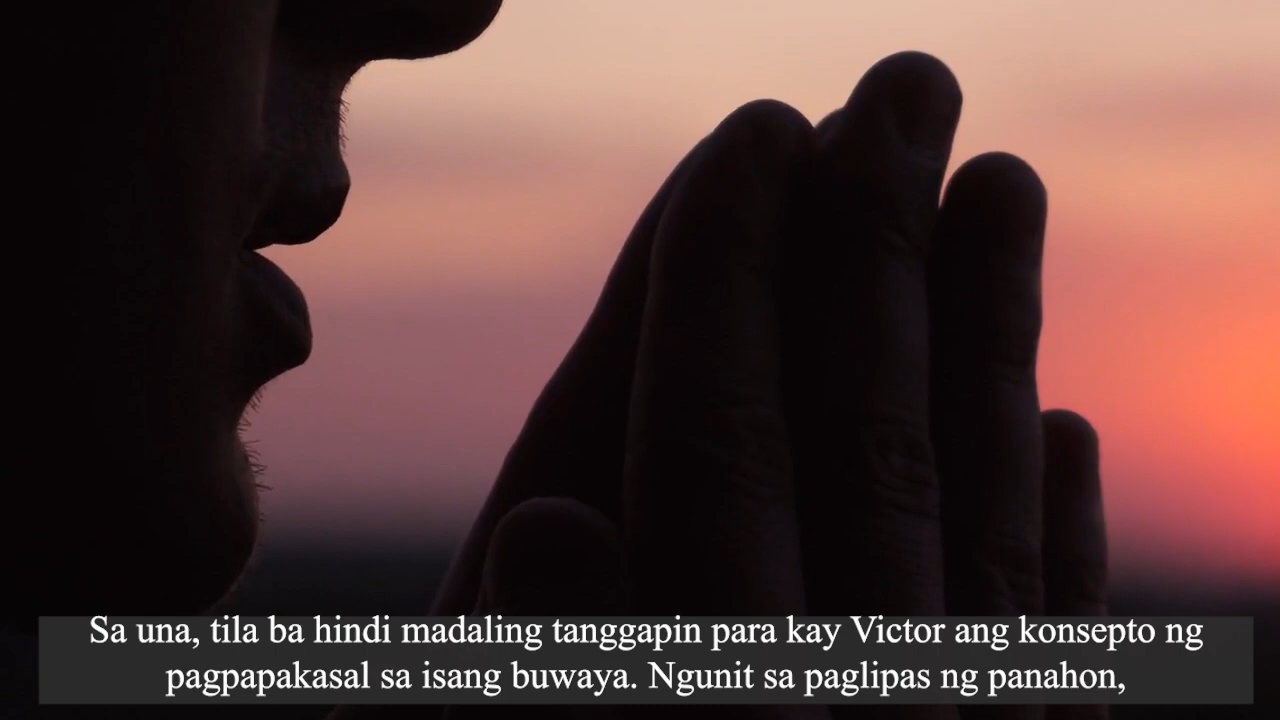 Sa una, tila ba hindi madaling tanggapin para kay Victor ang konsepto ng
pagpapakasal sa isang buwaya. Ngunit sa paglipas ng panahon,